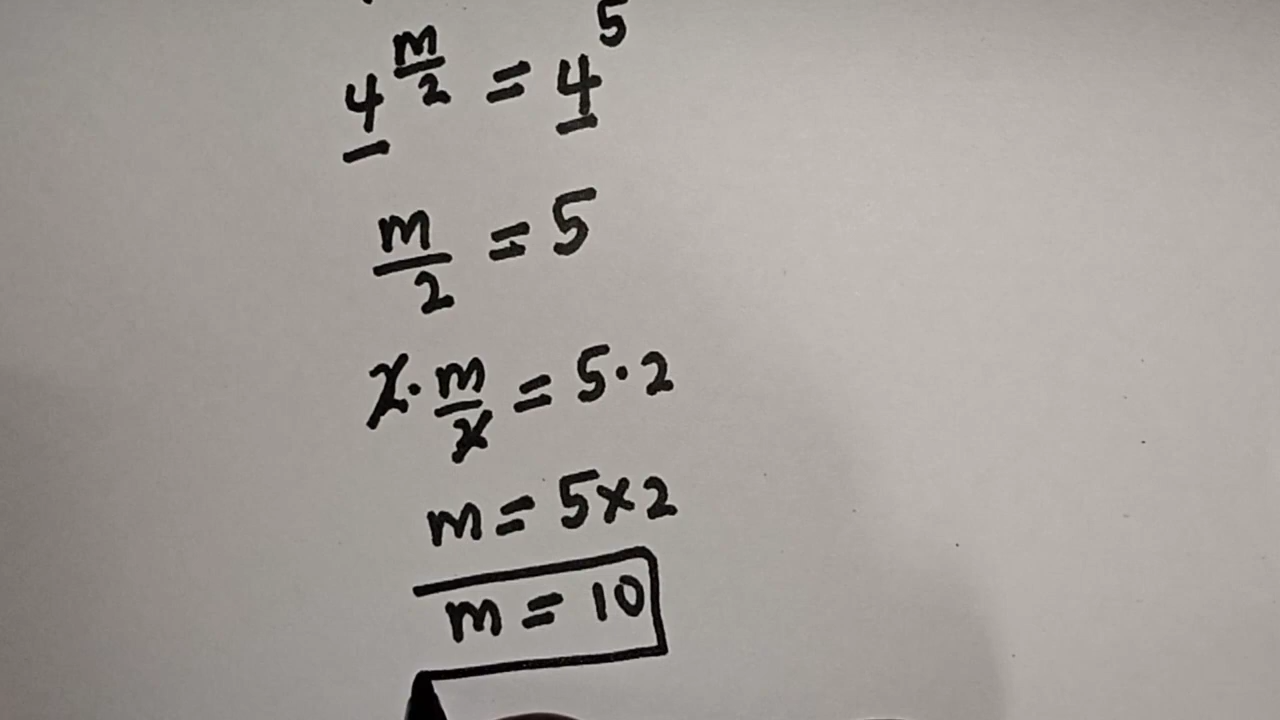 4^(m/2) = 4^5
m/2 = 5
2·m/2 = 5·2
m = 5×2
m = 10